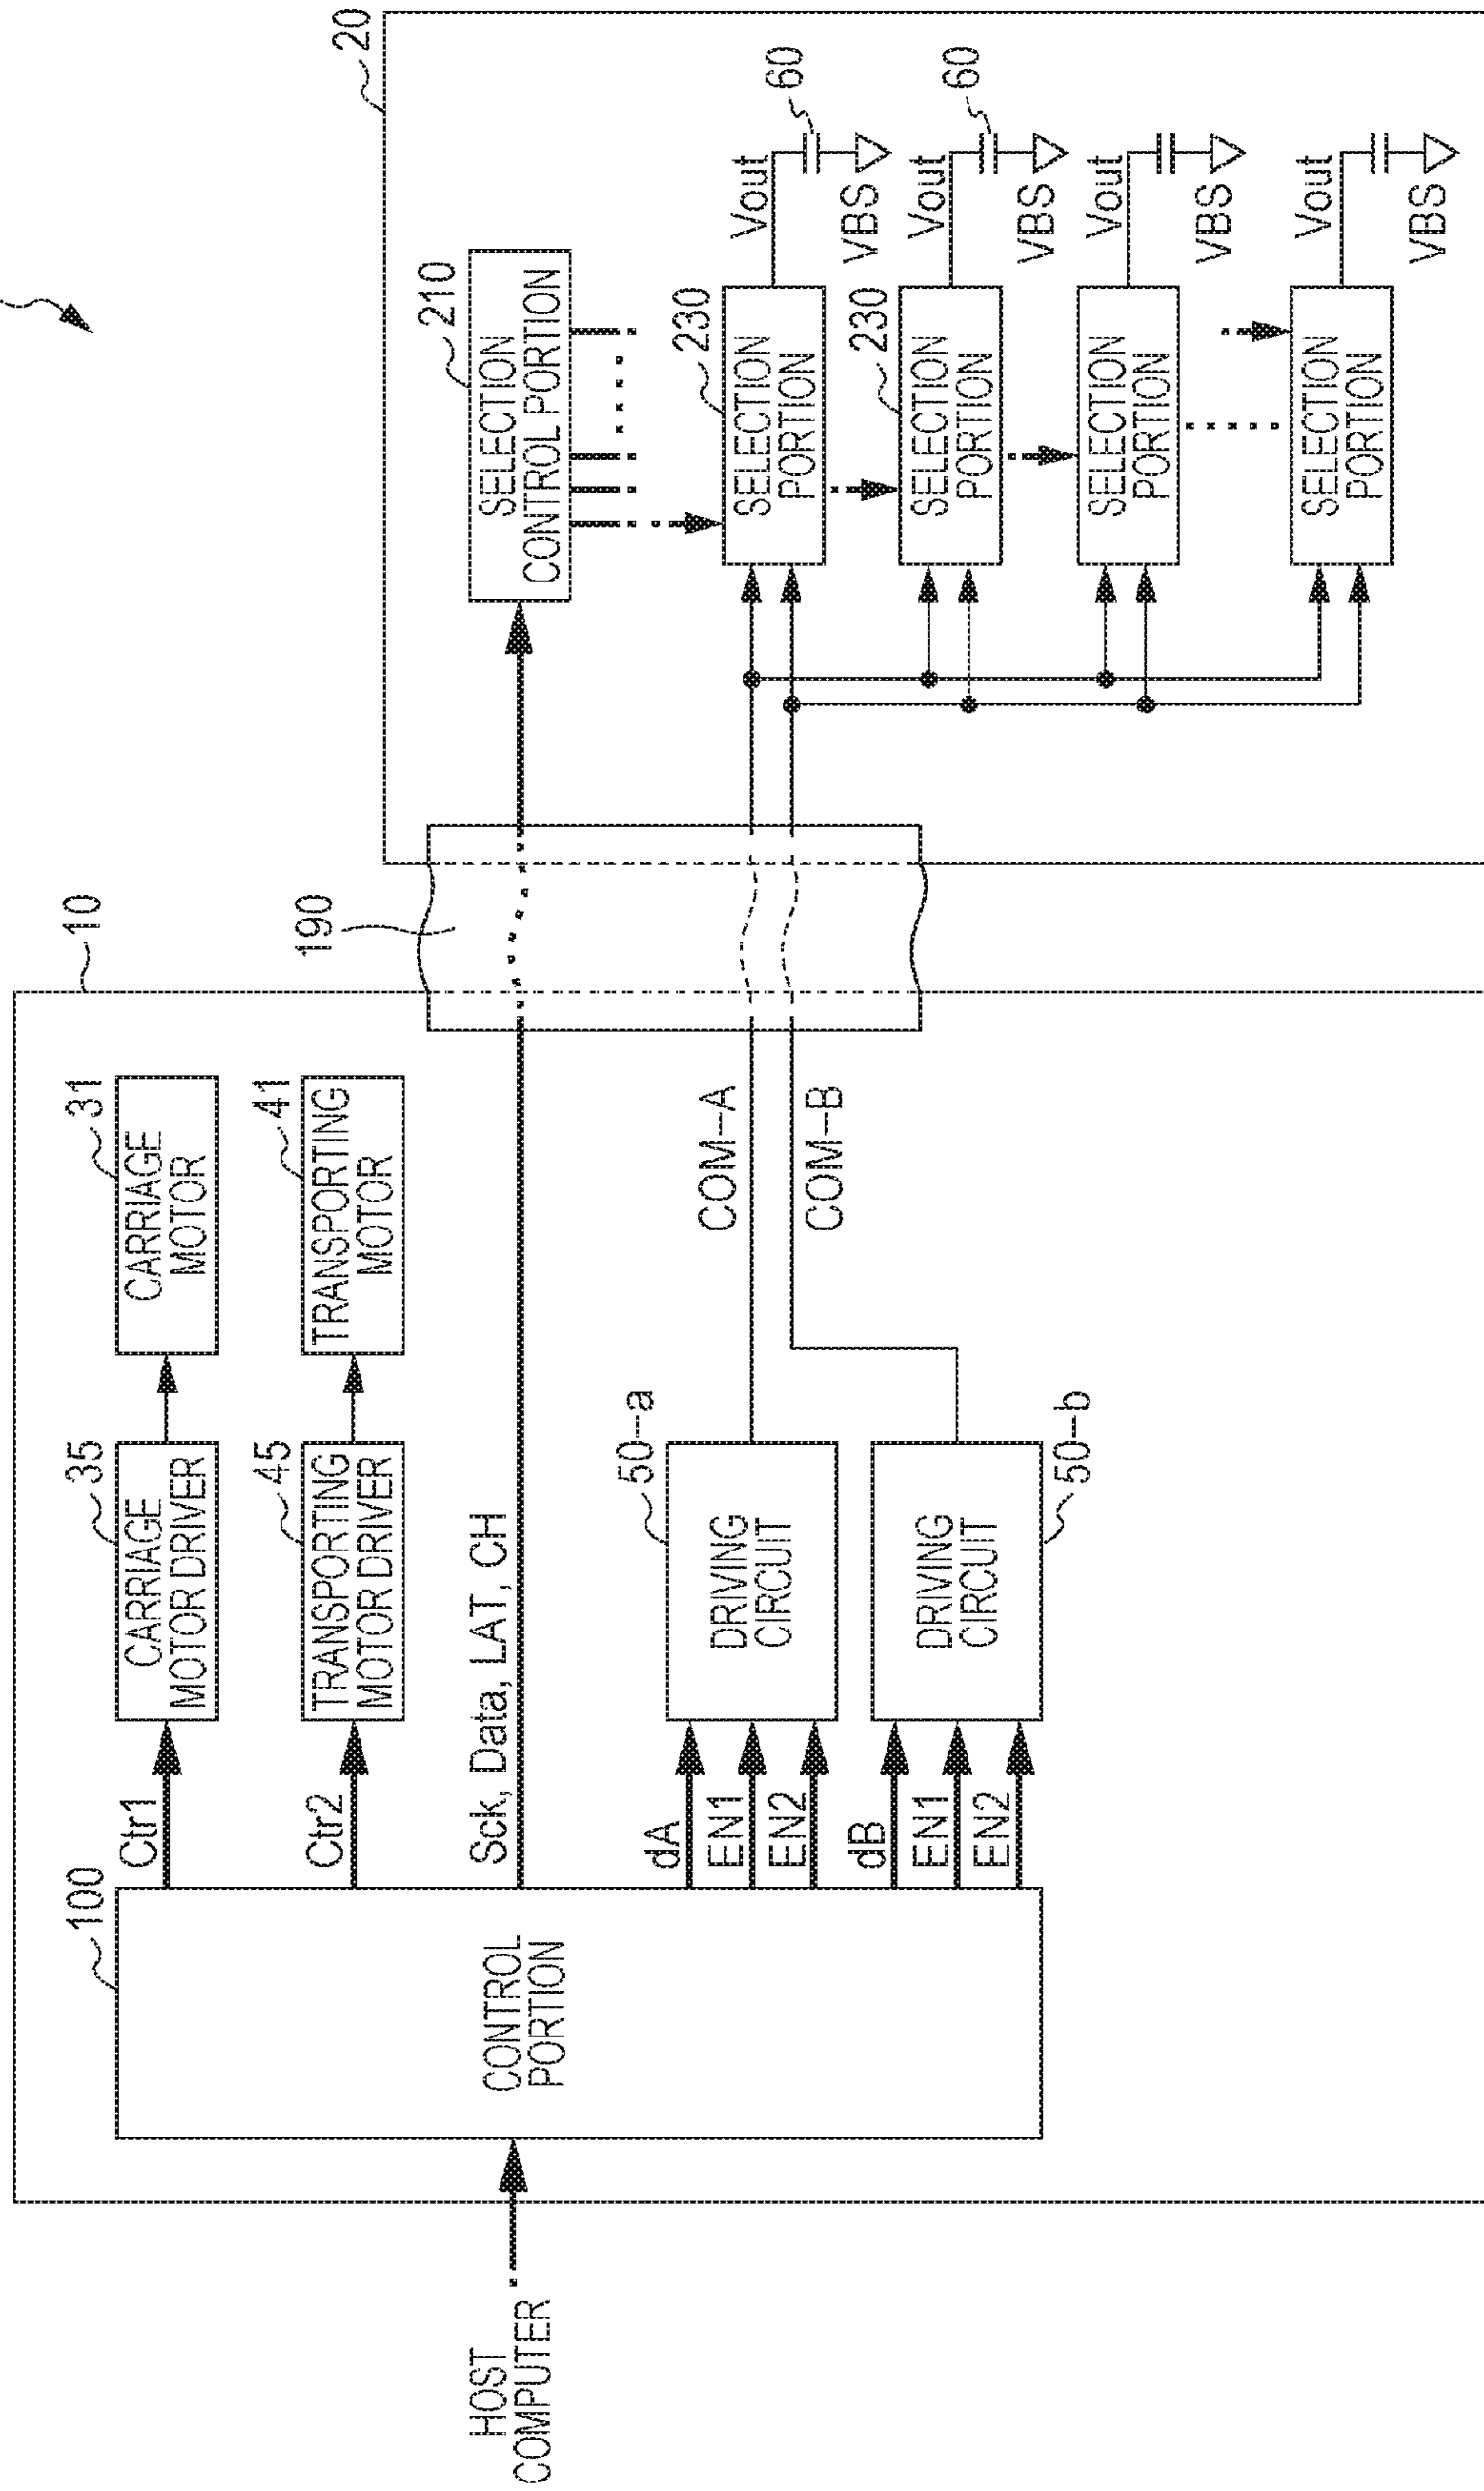 10
20
100
CONTROL
PORTION
HOST
COMPUTER
Ctr1
35
CARRIAGE
MOTOR DRIVER
31
CARRIAGE
MOTOR
Ctr2
45
TRANSPORTING
MOTOR DRIVER
41
TRANSPORTING
MOTOR
Sck, Data, LAT, CH
190
dA
EN1
EN2
50-a
DRIVING
CIRCUIT
COM-A
dB
EN1
EN2
50-b
DRIVING
CIRCUIT
COM-B
210
SELECTION
CONTROL PORTION
230
SELECTION
PORTION
Vout
60
VBS
230
SELECTION
PORTION
Vout
60
VBS
SELECTION
PORTION
Vout
VBS
SELECTION
PORTION
Vout
VBS